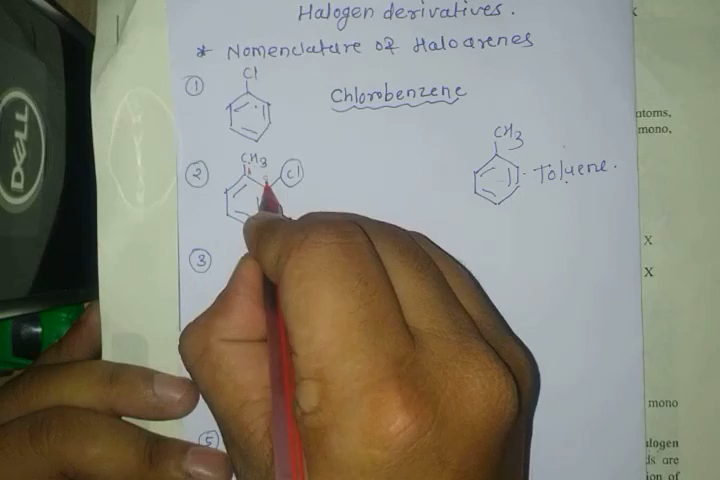 Halogen derivatives.
* Nomenclature of Haloarenes
① Cl
Chlorobenzene
② CH3 Cl
CH3
Toluene.
③
⑤
DELL
atoms,
mono,
X
X
mono
alogen
ds are
ion of